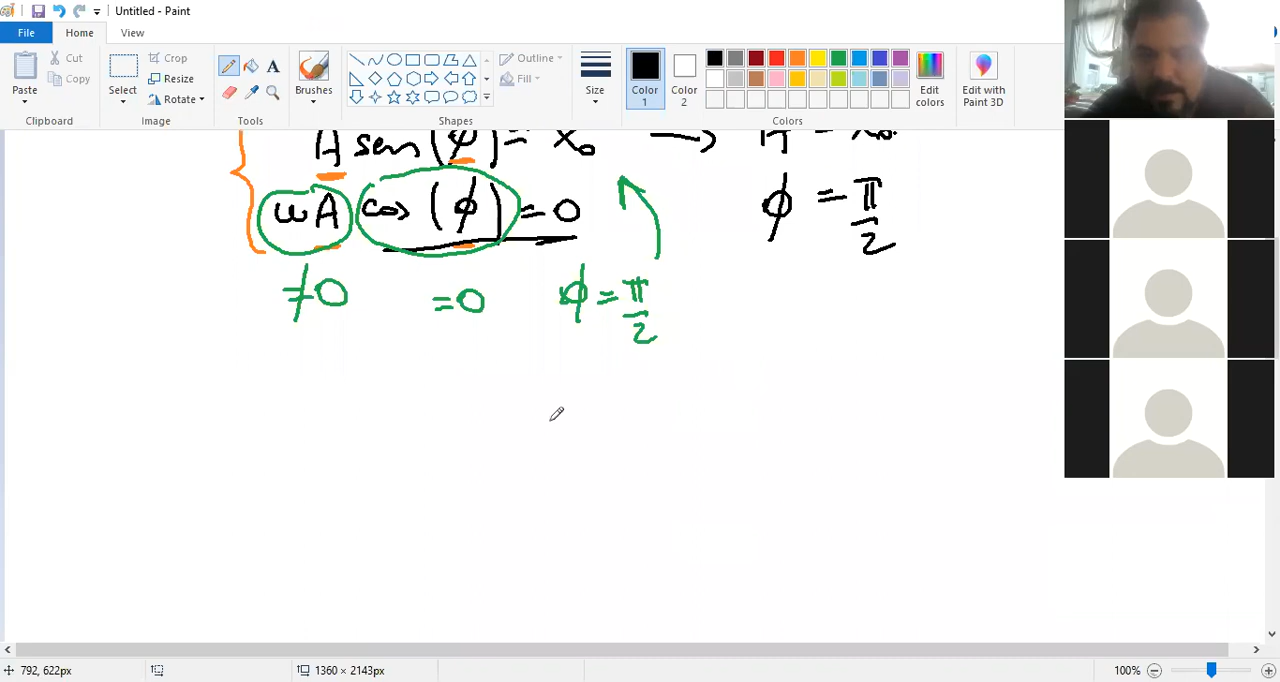 Untitled - Paint
File Home View
Paste
Cut
Copy
Clipboard
Select
Crop
Resize
Rotate
Image
A
Tools
Brushes
Outline
Fill
Shapes
Size
Color 1
Color 2
Edit colors
Edit with Paint 3D
Colors
A sen (φ) = x₀ → A = x₀.
ωA cos (φ) = 0
φ = π/2
≠0 =0 φ = π/2
792, 622px
1360 × 2143px
100%